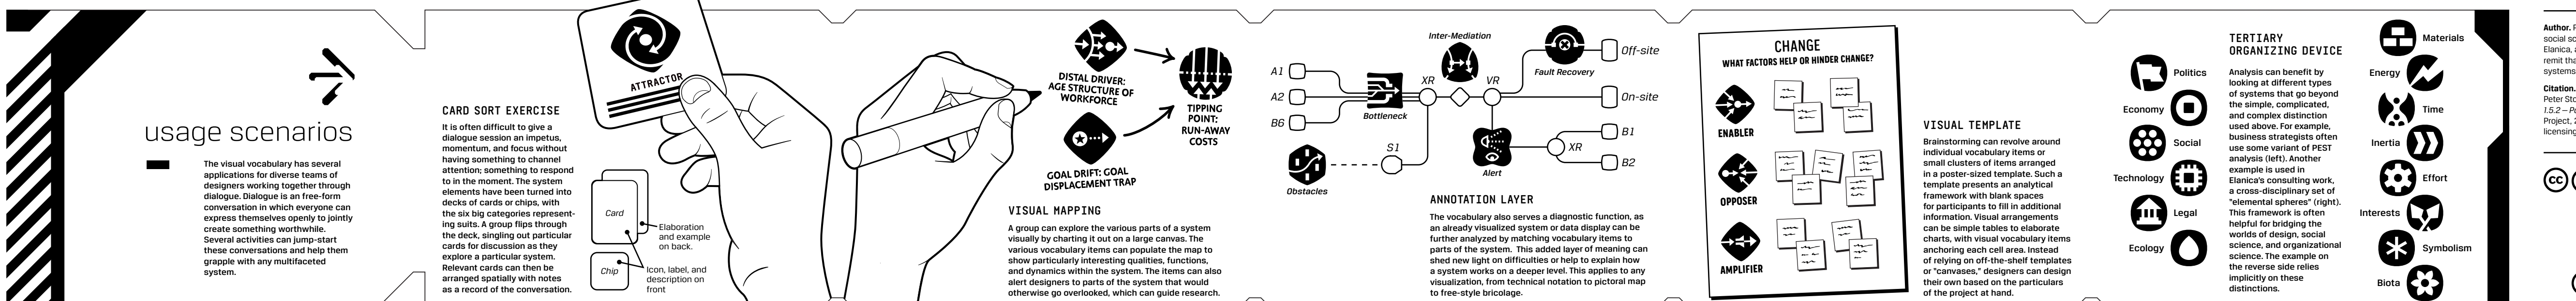 usage scenarios
The visual vocabulary has several
applications for diverse teams of
designers working together through
dialogue. Dialogue is an free-form
conversation in which everyone can
express themselves openly to jointly
create something worthwhile.
Several activities can jump-start
these conversations and help them
grapple with any multifaceted
system.
CARD SORT EXERCISE
It is often difficult to give a
dialogue session an impetus,
momentum, and focus without
having something to channel
attention; something to respond
to in the moment. The system
elements have been turned into
decks of cards or chips, with
the six big categories represent-
ing suits. A group flips through
the deck, singling out particular
cards for discussion as they
explore a particular system.
Relevant cards can then be
arranged spatially with notes
as a record of the conversation.
ATTRACTOR
Card
Chip
Elaboration
and example
on back.
Icon, label, and
description on
front
DISTAL DRIVER:
AGE STRUCTURE OF
WORKFORCE
GOAL DRIFT: GOAL
DISPLACEMENT TRAP
TIPPING
POINT:
RUN-AWAY
COSTS
VISUAL MAPPING
A group can explore the various parts of a system
visually by charting it out on a large canvas. The
various vocabulary items can populate the map to
show particularly interesting qualities, functions,
and dynamics within the system. The items can also
alert designers to parts of the system that would
otherwise go overlooked, which can guide research.
A1
A2
B6
Obstacles
Bottleneck
S1
XR
Inter-Mediation
VR
Alert
Fault Recovery
XR
Off-site
On-site
B1
B2
ANNOTATION LAYER
The vocabulary also serves a diagnostic function, as
an already visualized system or data display can be
further analyzed by matching vocabulary items to
parts of the system. This added layer of meaning can
shed new light on difficulties or help to explain how
a system works on a deeper level. This applies to any
visualization, from technical notation to pictoral map
to free-style bricolage.
CHANGE
WHAT FACTORS HELP OR HINDER CHANGE?
ENABLER
OPPOSER
AMPLIFIER
VISUAL TEMPLATE
Brainstorming can revolve around
individual vocabulary items or
small clusters of items arranged
in a poster-sized template. Such a
template presents an analytical
framework with blank spaces
for participants to fill in additional
information. Visual arrangements
can be simple tables to elaborate
charts, with visual vocabulary items
anchoring each cell area. Instead
of relying on off-the-shelf templates
or "canvases," designers can design
their own based on the particulars
of the project at hand.
Politics
Economy
Social
Technology
Legal
Ecology
TERTIARY
ORGANIZING DEVICE
Analysis can benefit by
looking at different types
of systems that go beyond
the simple, complicated,
and complex distinction
used above. For example,
business strategists often
use some variant of PEST
analysis (left). Another
example is used in
Elanica's consulting work,
a cross-disciplinary set of
"elemental spheres" (right).
This framework is often
helpful for bridging the
worlds of design, social
science, and organizational
science. The example on
the reverse side relies
implicitly on these
distinctions.
Materials
Energy
Time
Inertia
Effort
Interests
Symbolism
Biota
Author.
social sc
Elanica, a
remit tha
systems
Citation.
Peter Sto
1.5.2 – Pa
Project, 2
licensing
cc